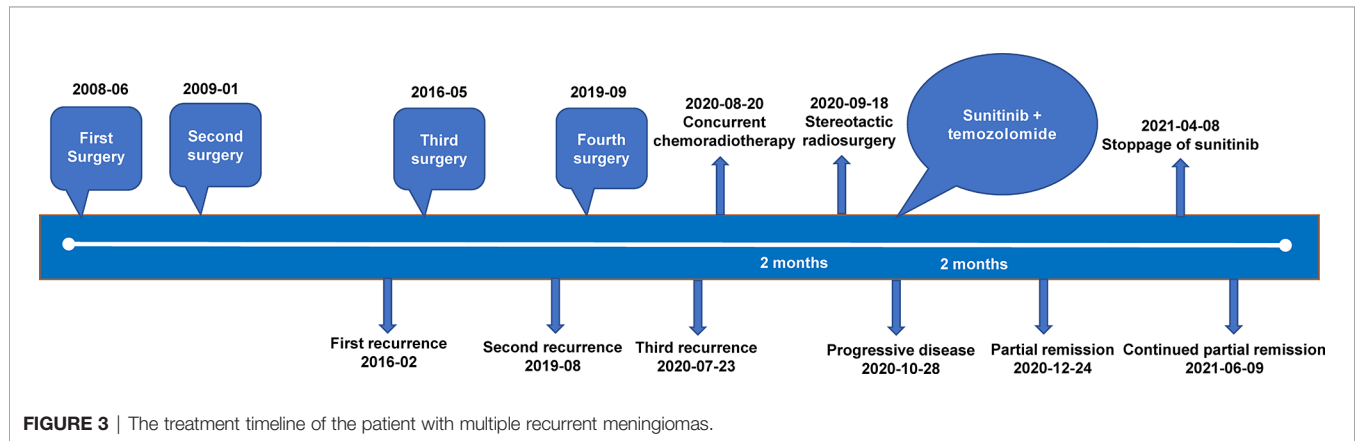 2008-06
First
Surgery
2009-01
Second
surgery
2016-05
Third
surgery
2019-09
Fourth
surgery
2020-08-20
Concurrent
chemoradiotherapy
2020-09-18
Stereotactic
radiosurgery
Sunitinib +
temozolomide
2021-04-08
Stoppage of sunitinib
2 months
2 months
First recurrence
2016-02
Second recurrence
2019-08
Third recurrence
2020-07-23
Progressive disease
2020-10-28
Partial remission
2020-12-24
Continued partial remission
2021-06-09
FIGURE 3 | The treatment timeline of the patient with multiple recurrent meningiomas.